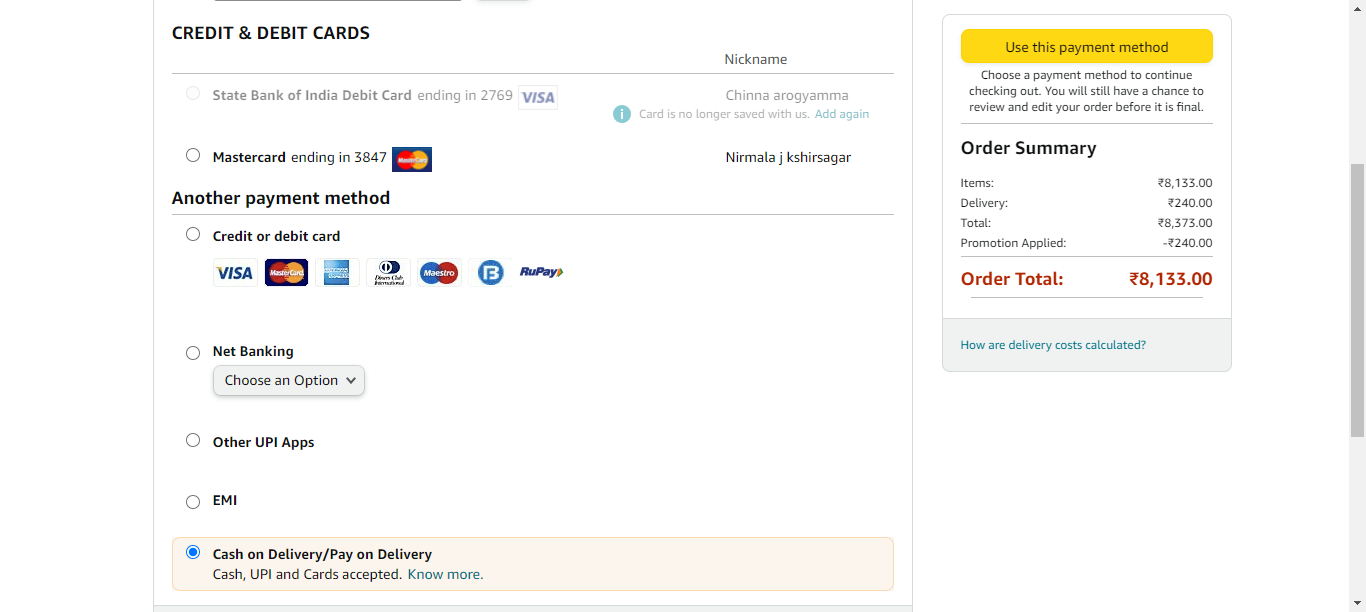 CREDIT & DEBIT CARDS
Nickname
State Bank of India Debit Card ending in 2769 VISA
Chinna arogyamma
i Card is no longer saved with us. Add again
Mastercard ending in 3847 MasterCard
Nirmala j kshirsagar
Another payment method
Credit or debit card
VISA MasterCard AMERICAN EXPRESS Diners Club International Maestro B RuPay
Net Banking
Choose an Option
Other UPI Apps
EMI
Cash on Delivery/Pay on Delivery
Cash, UPI and Cards accepted. Know more.
Use this payment method
Choose a payment method to continue
checking out. You will still have a chance to
review and edit your order before it is final.
Order Summary
Items: ₹8,133.00
Delivery: ₹240.00
Total: ₹8,373.00
Promotion Applied: -₹240.00
Order Total: ₹8,133.00
How are delivery costs calculated?